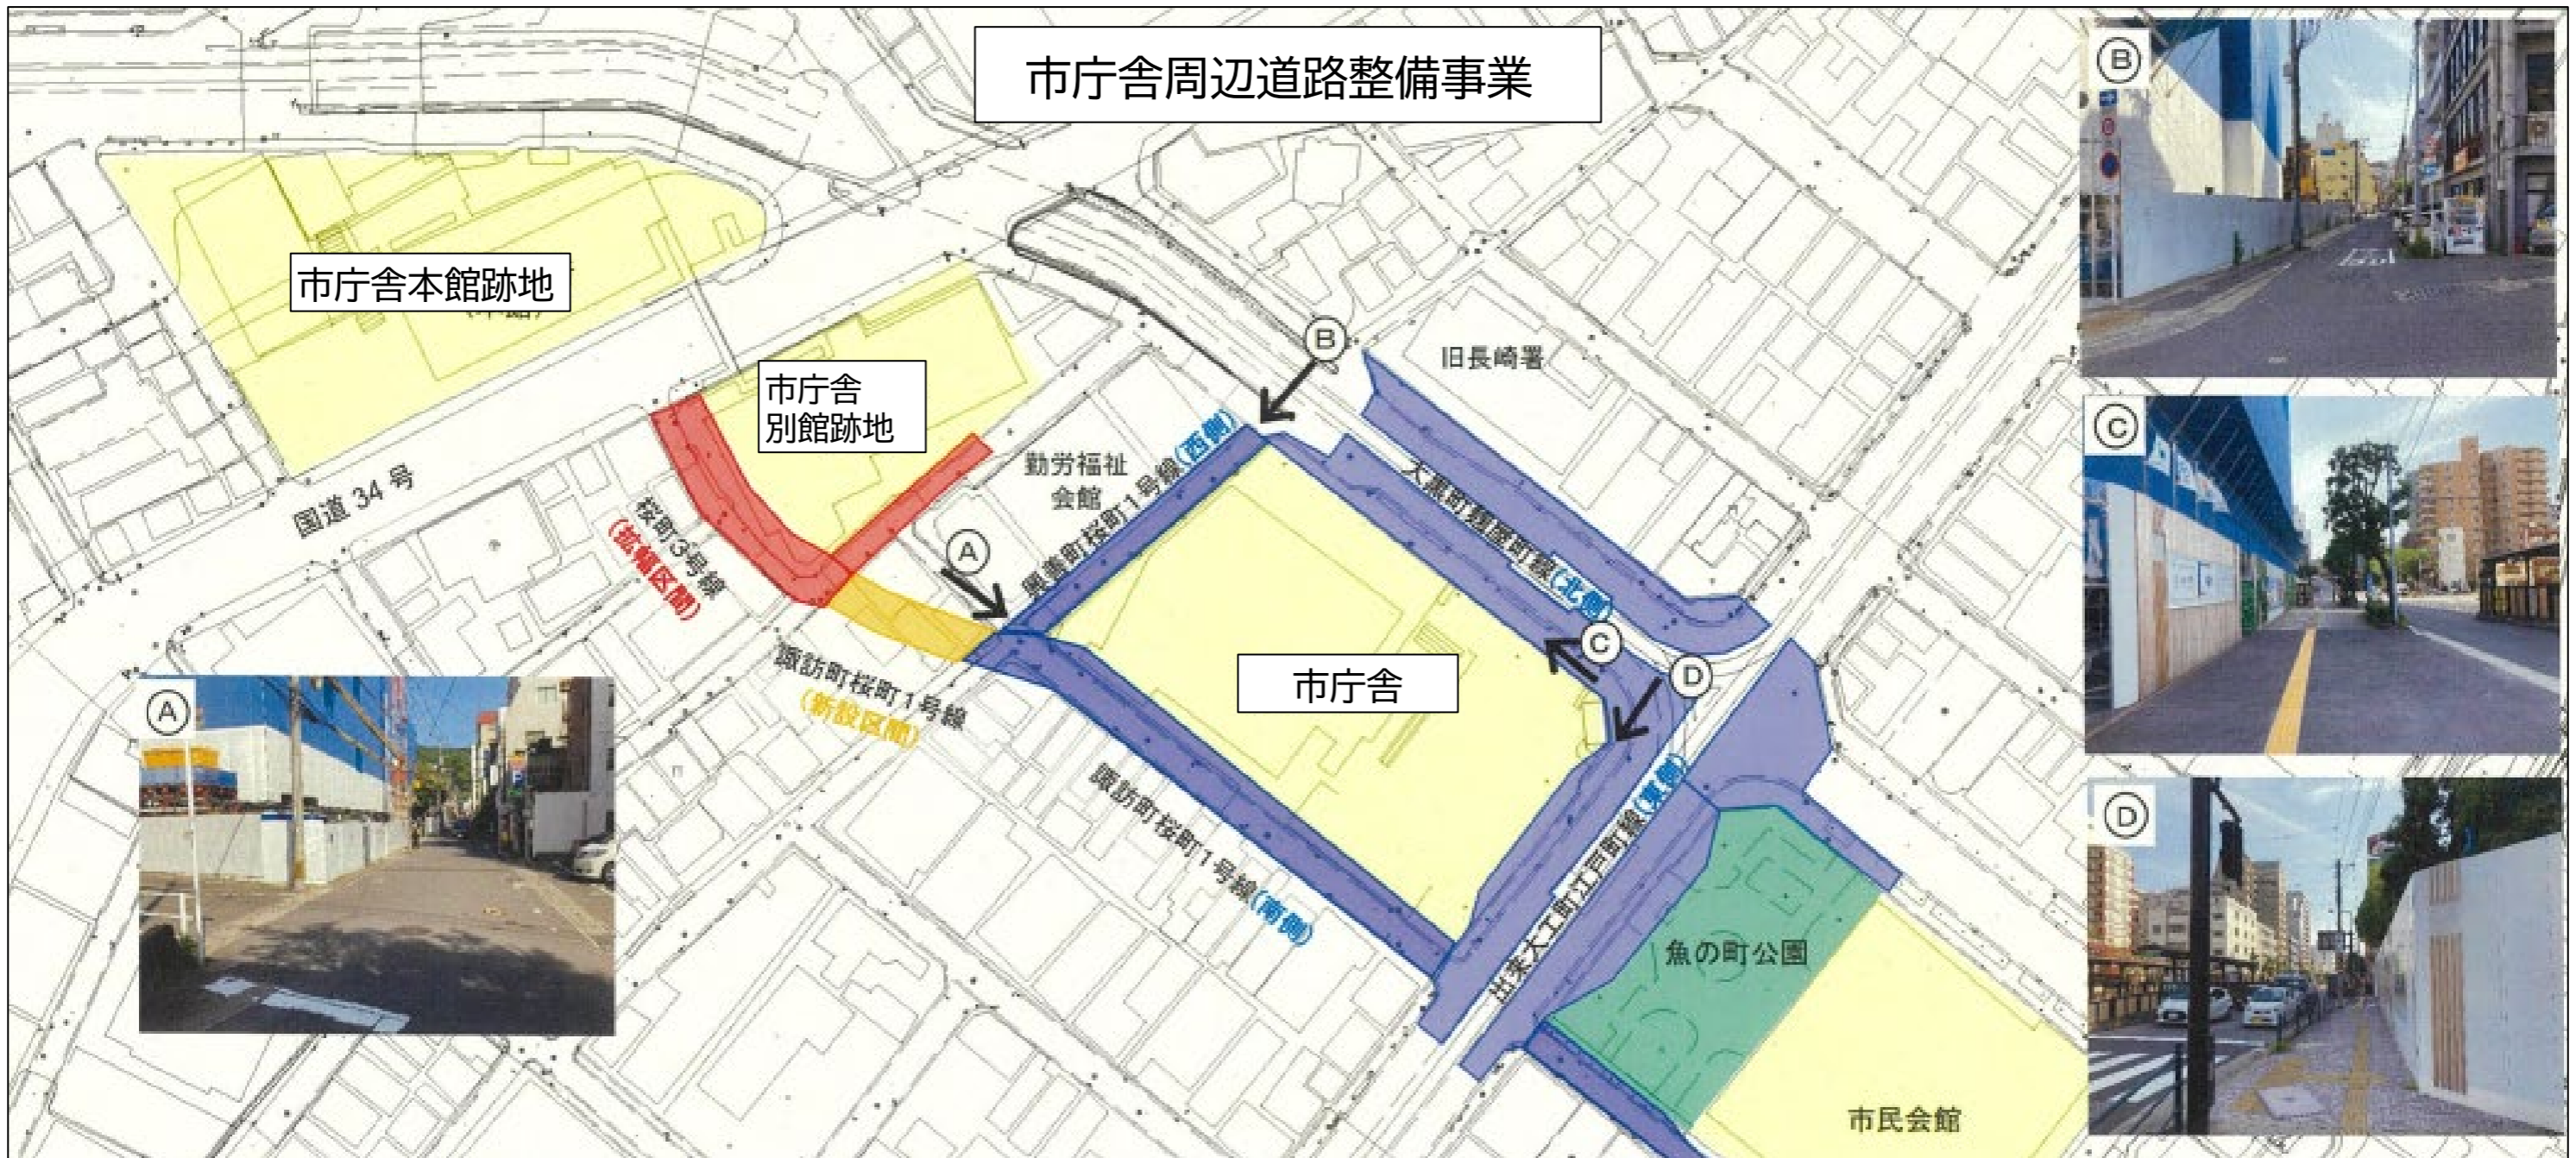 市庁舎周辺道路整備事業
B
市庁舎本館跡地
旧長崎署
B
市庁舎
別館跡地
C
勤労福祉
会館
興善町桜町1号線(西側)
大黒町麹屋町線(北側)
国道34号
桜町3号線
(拡幅区間)
A
C
D
諏訪町桜町1号線
(新設区間)
市庁舎
A
諏訪町桜町1号線(南側)
出来大工町江戸町線(東側)
D
魚の町公園
市民会館